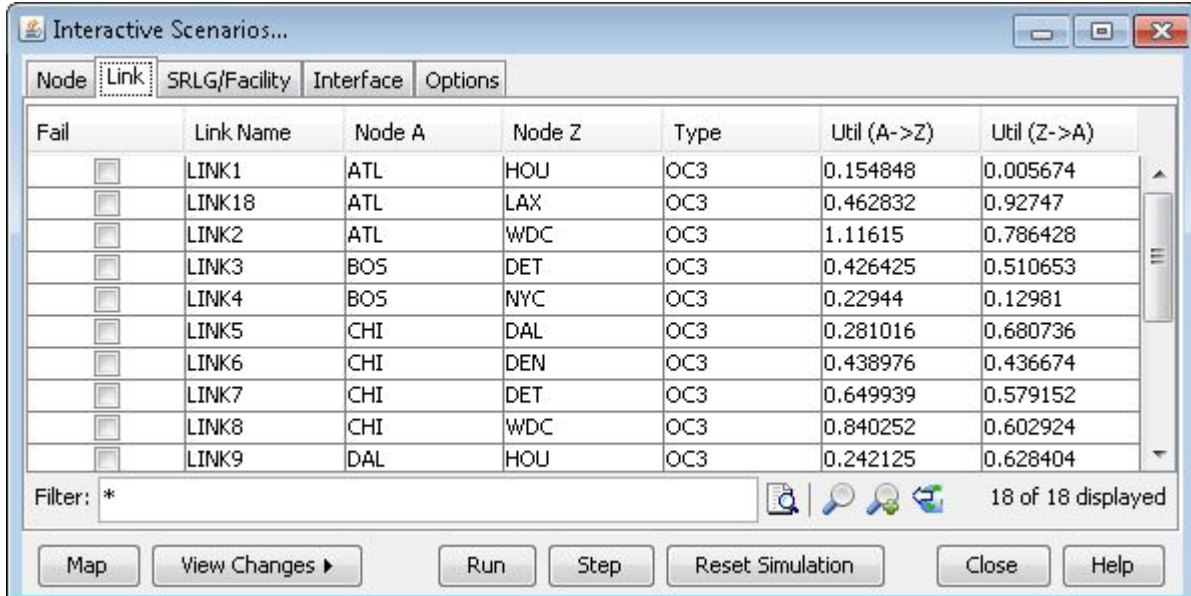 Interactive Scenarios...
Node Link SRLG/Facility Interface Options
Fail Link Name Node A Node Z Type Util (A->Z) Util (Z->A)
LINK1 ATL HOU OC3 0.154848 0.005674
LINK18 ATL LAX OC3 0.462832 0.92747
LINK2 ATL WDC OC3 1.11615 0.786428
LINK3 BOS DET OC3 0.426425 0.510653
LINK4 BOS NYC OC3 0.22944 0.12981
LINK5 CHI DAL OC3 0.281016 0.680736
LINK6 CHI DEN OC3 0.438976 0.436674
LINK7 CHI DET OC3 0.649939 0.579152
LINK8 CHI WDC OC3 0.840252 0.602924
LINK9 DAL HOU OC3 0.242125 0.628404
Filter: * 18 of 18 displayed
Map View Changes Run Step Reset Simulation Close Help